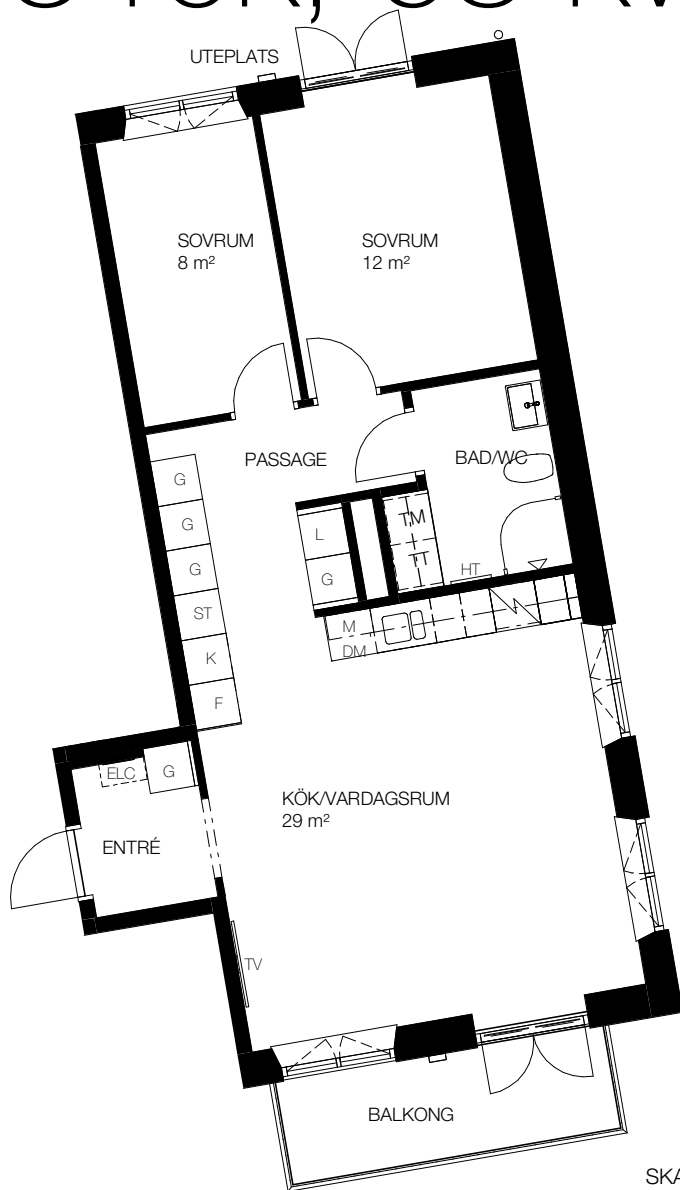 UTEPLATS
SOVRUM
8 m²
SOVRUM
12 m²
PASSAGE
BAD/WC
G
G
G
ST
K
F
L
G
TM
TT
HT
M
DM
ELC
G
KÖK/VARDAGSRUM
29 m²
ENTRÉ
TV
BALKONG